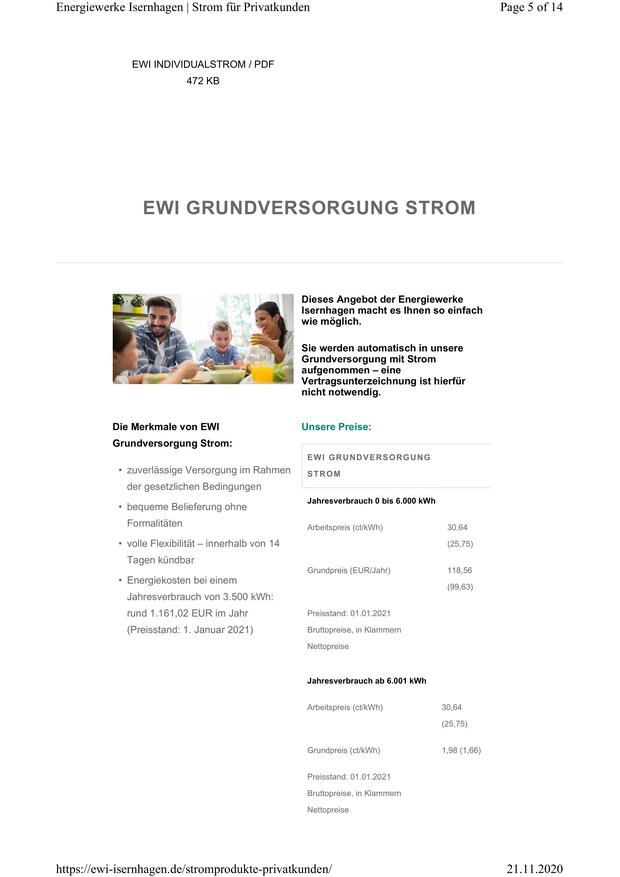 Energiewerke Isernhagen | Strom für Privatkunden
Page 5 of 14
EWI INDIVIDUALSTROM / PDF
472 KB
EWI GRUNDVERSORGUNG STROM
Dieses Angebot der Energiewerke
Isernhagen macht es Ihnen so einfach
wie möglich.
Sie werden automatisch in unsere
Grundversorgung mit Strom
aufgenommen – eine
Vertragsunterzeichnung ist hierfür
nicht notwendig.
Die Merkmale von EWI
Grundversorgung Strom:
• zuverlässige Versorgung im Rahmen
der gesetzlichen Bedingungen
• bequeme Belieferung ohne
Formalitäten
• volle Flexibilität – innerhalb von 14
Tagen kündbar
• Energiekosten bei einem
Jahresverbrauch von 3.500 kWh:
rund 1.161,02 EUR im Jahr
(Preisstand: 1. Januar 2021)
Unsere Preise:
EWI GRUNDVERSORGUNG
STROM
Jahresverbrauch 0 bis 6.000 kWh
Arbeitspreis (ct/kWh) 30,64
(25,75)
Grundpreis (EUR/Jahr) 118,56
(99,63)
Preisstand: 01.01.2021
Bruttopreise, in Klammern
Nettopreise
Jahresverbrauch ab 6.001 kWh
Arbeitspreis (ct/kWh) 30,64
(25,75)
Grundpreis (ct/kWh) 1,98 (1,66)
Preisstand: 01.01.2021
Bruttopreise, in Klammern
Nettopreise
https://ewi-isernhagen.de/stromprodukte-privatkunden/
21.11.2020